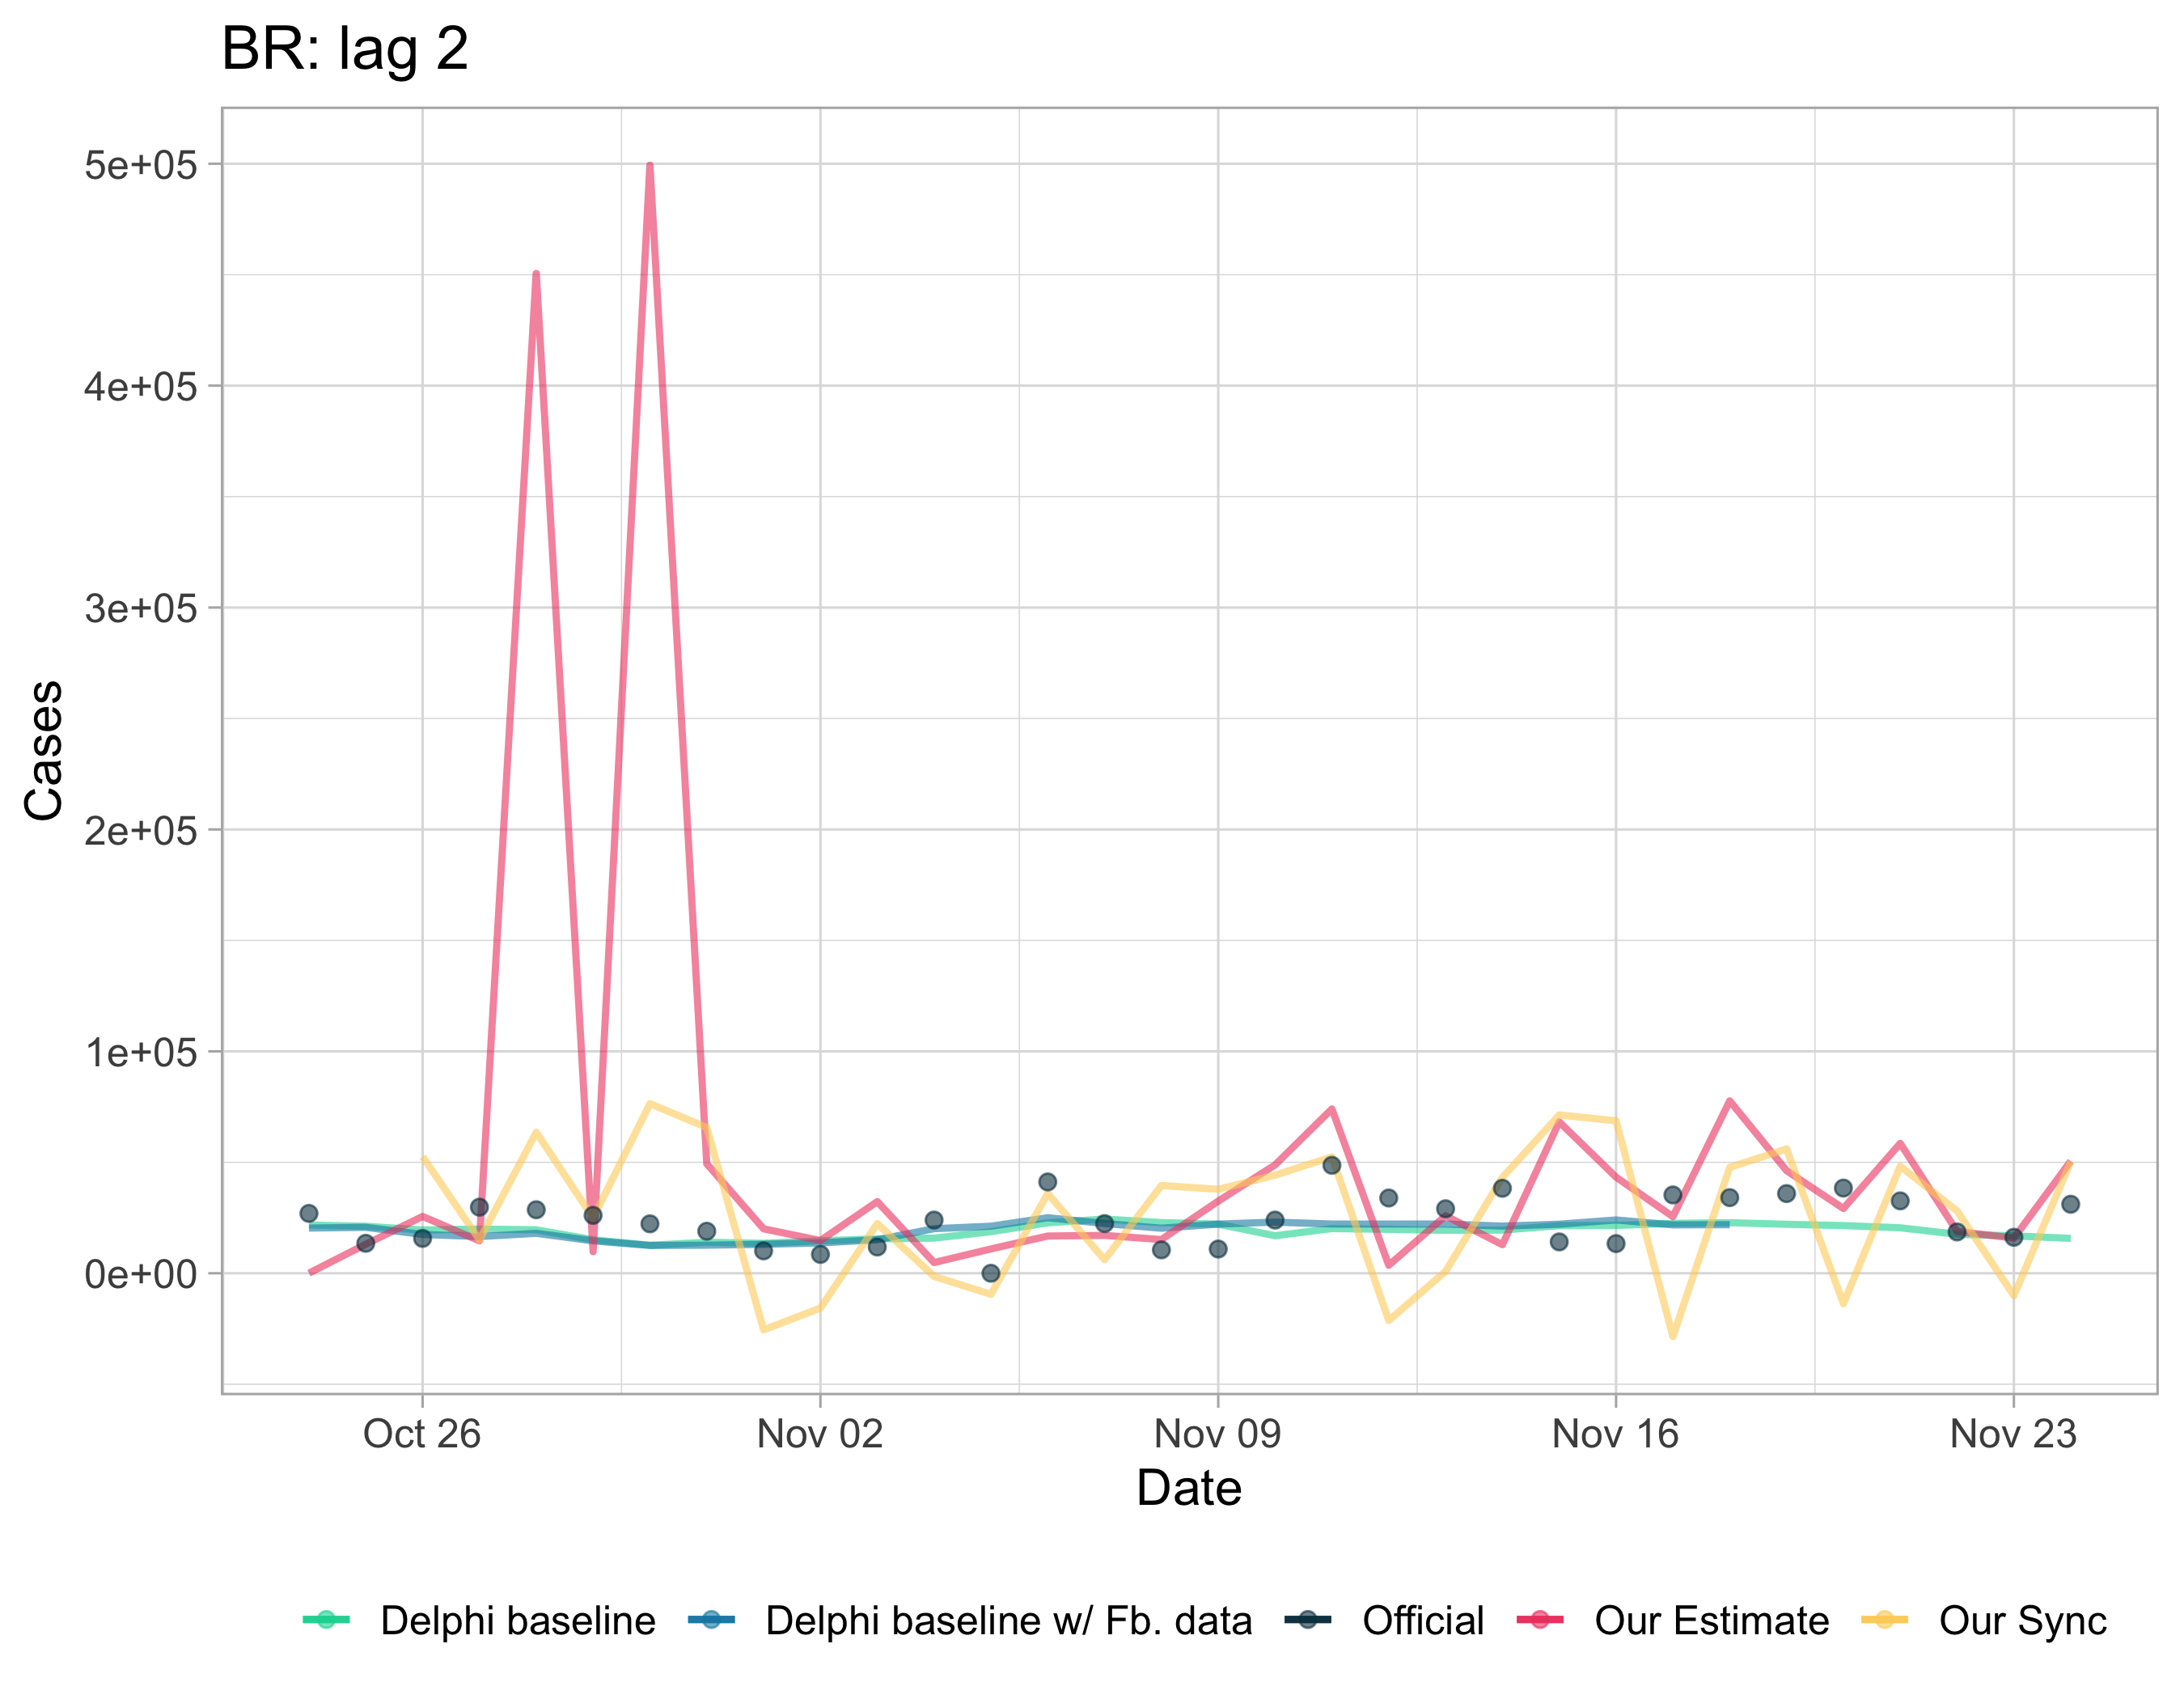 BR: lag 2
5e+05
4e+05
3e+05
2e+05
1e+05
0e+00
Cases
Oct 26 Nov 02 Nov 09 Nov 16 Nov 23
Date
Delphi baseline Delphi baseline w/ Fb. data Official Our Estimate Our Sync